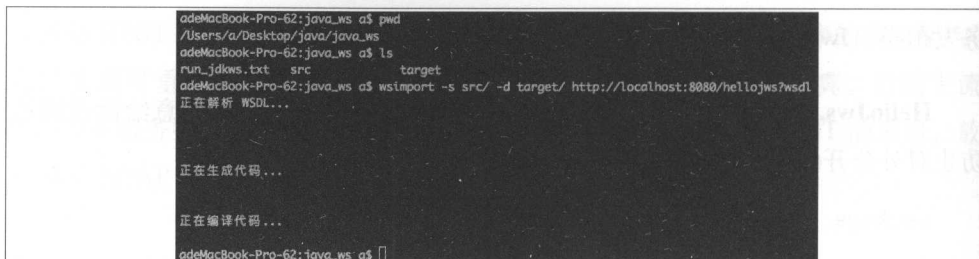 adeMacBook-Pro-62:java_ws a$ pwd
/Users/a/Desktop/java/java_ws
adeMacBook-Pro-62:java_ws a$ ls
run_jdkws.txt src target
adeMacBook-Pro-62:java_ws a$ wsimport -s src/ -d target/ http://localhost:8080/hellojws?wsdl
正在解析 WSDL...
正在生成代码...
正在编译代码...
adeMacBook-Pro-62:java_ws a$